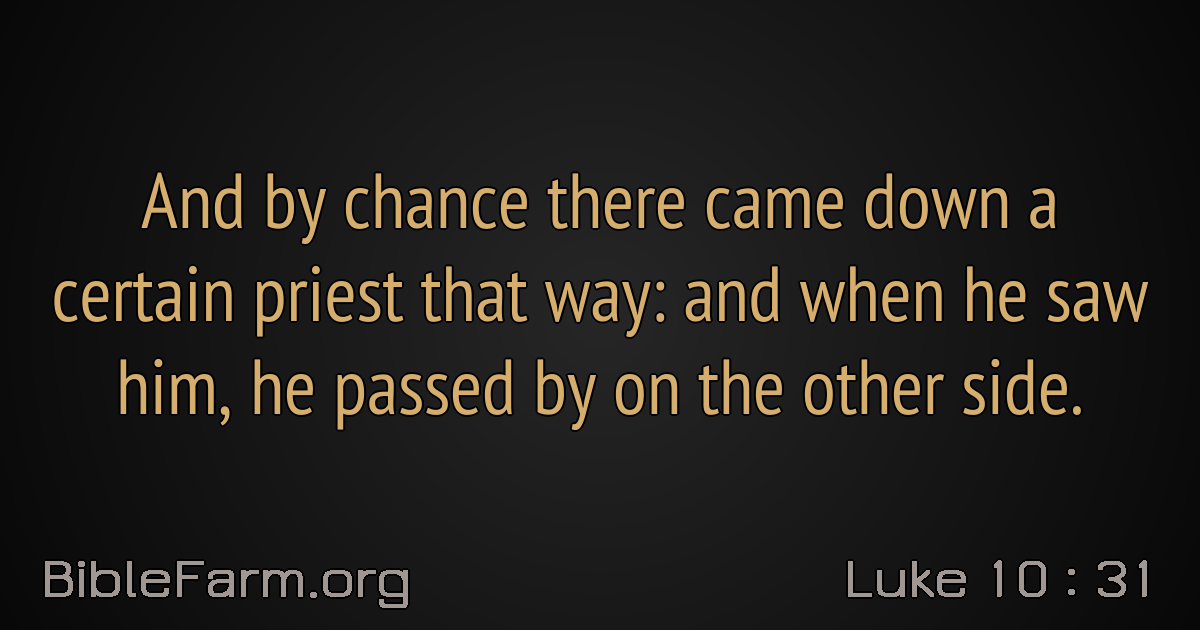 And by chance there came down a
certain priest that way: and when he saw
him, he passed by on the other side.
BibleFarm.org
Luke 10 : 31